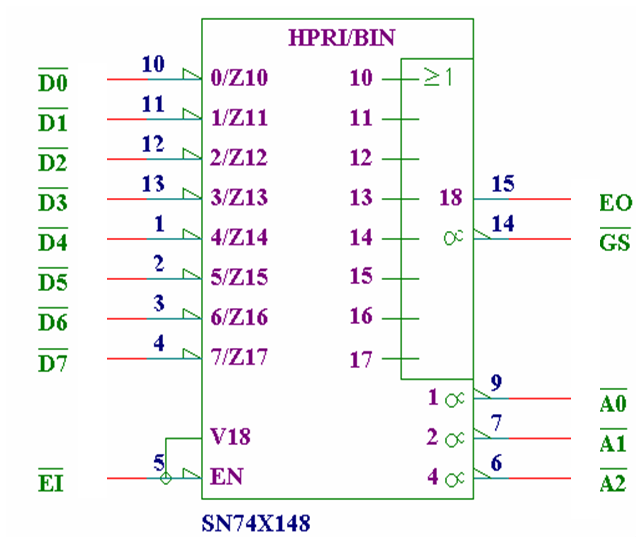 HPRI/BIN
D0 10 0/Z10 10 ≥1
D1 11 1/Z11 11
D2 12 2/Z12 12
D3 13 3/Z13 13 18 15 EO
D4 1 4/Z14 14 α 14 GS
D5 2 5/Z15 15
D6 3 6/Z16 16
D7 4 7/Z17 17
1 α 9 A0
V18 2 α 7 A1
EI 5 EN 4 α 6 A2
SN74X148